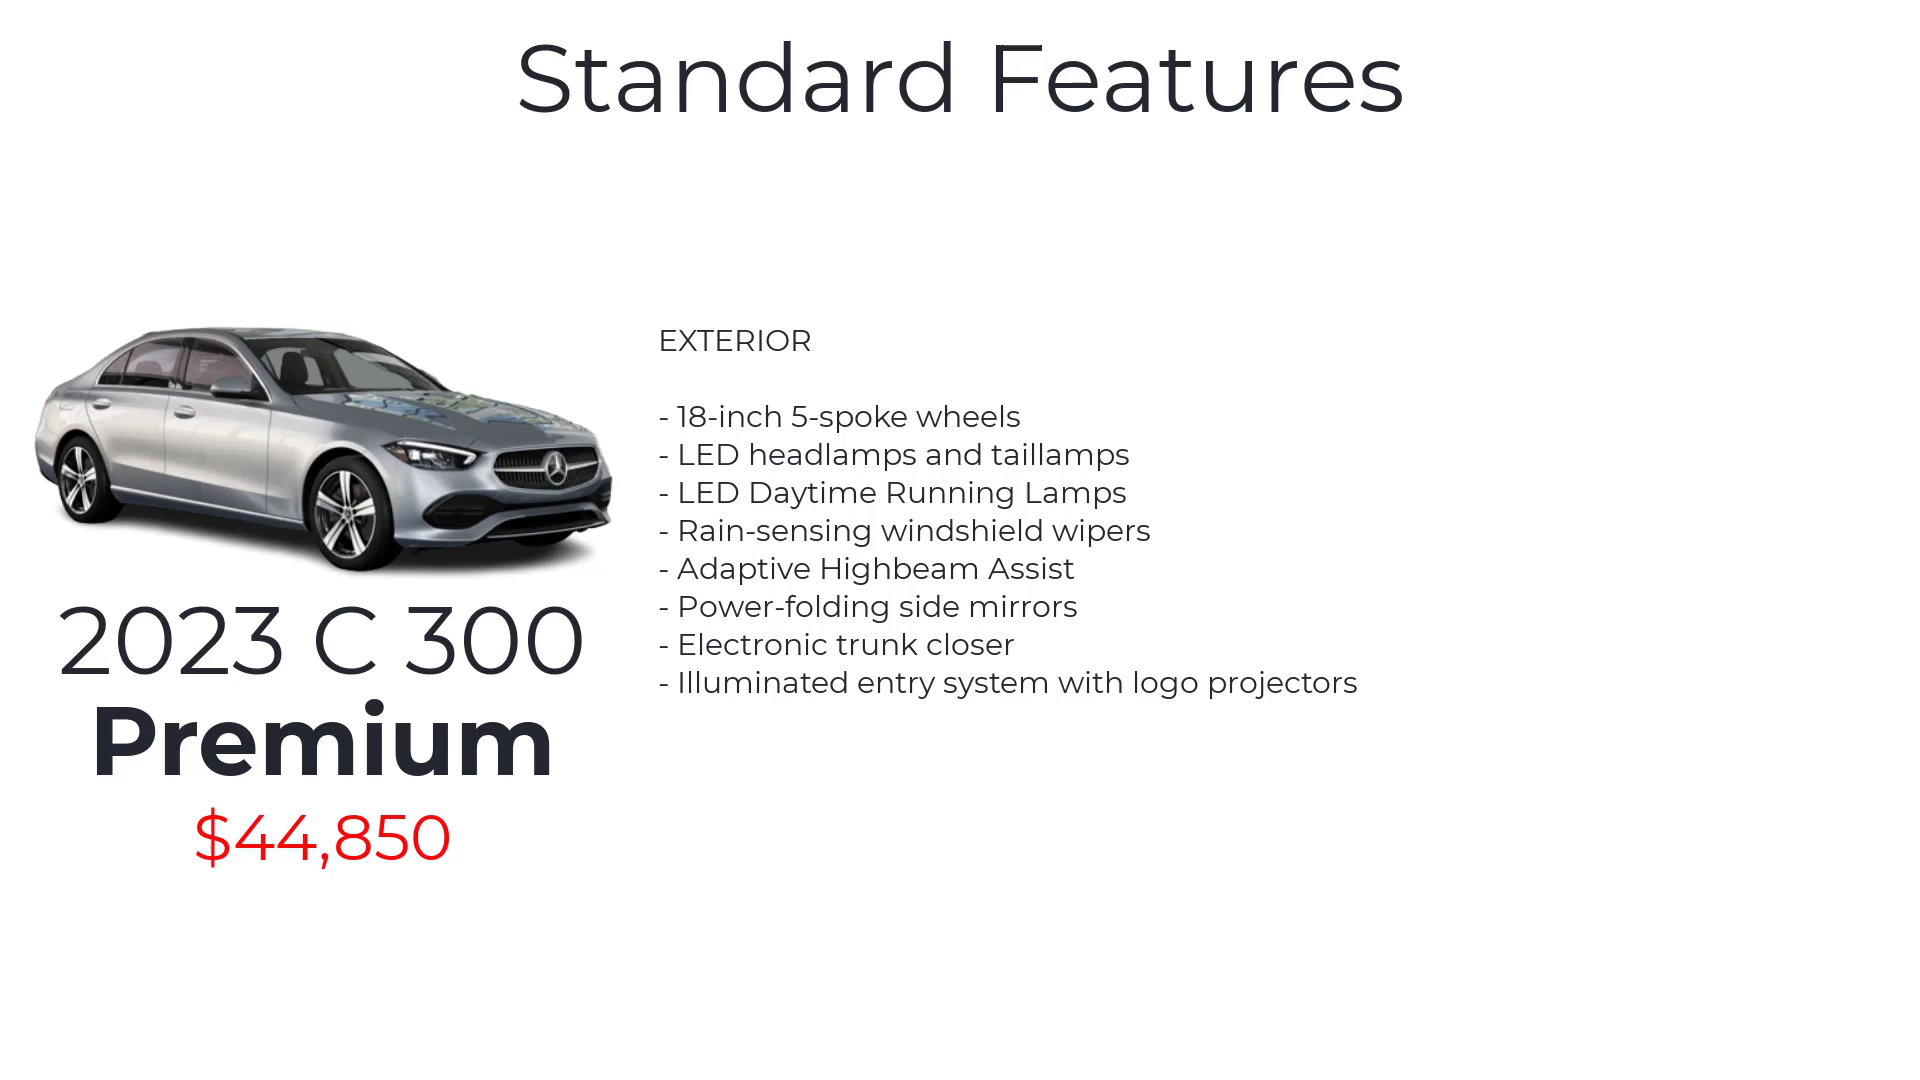 Standard Features
EXTERIOR
- 18-inch 5-spoke wheels
- LED headlamps and taillamps
- LED Daytime Running Lamps
- Rain-sensing windshield wipers
- Adaptive Highbeam Assist
- Power-folding side mirrors
- Electronic trunk closer
- Illuminated entry system with logo projectors
2023 C 300
Premium
$44,850